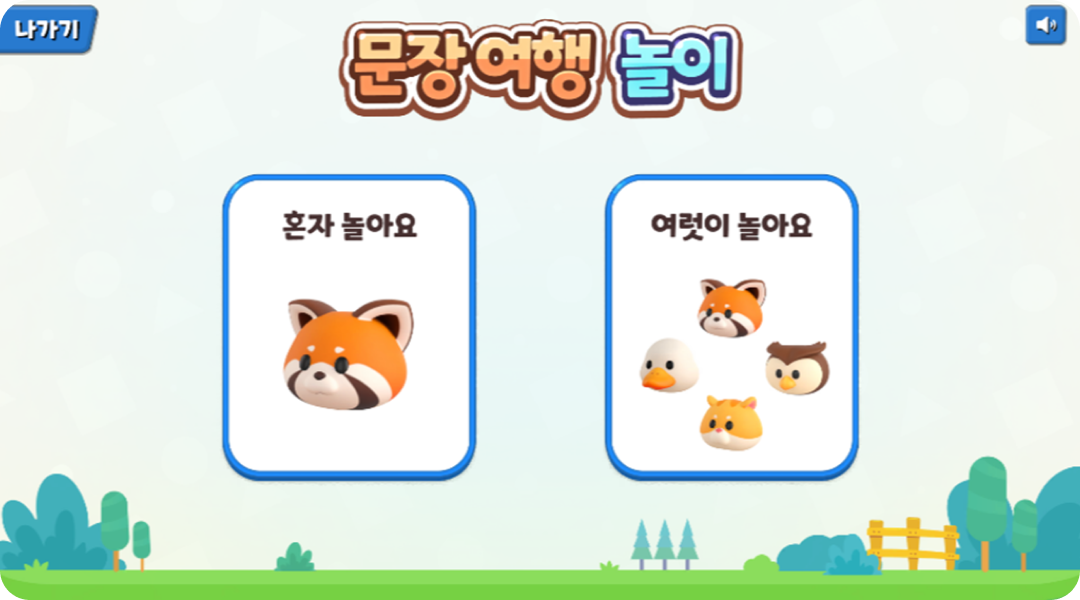 나가기
문장 여행 놀이
혼자 놀아요
여럿이 놀아요